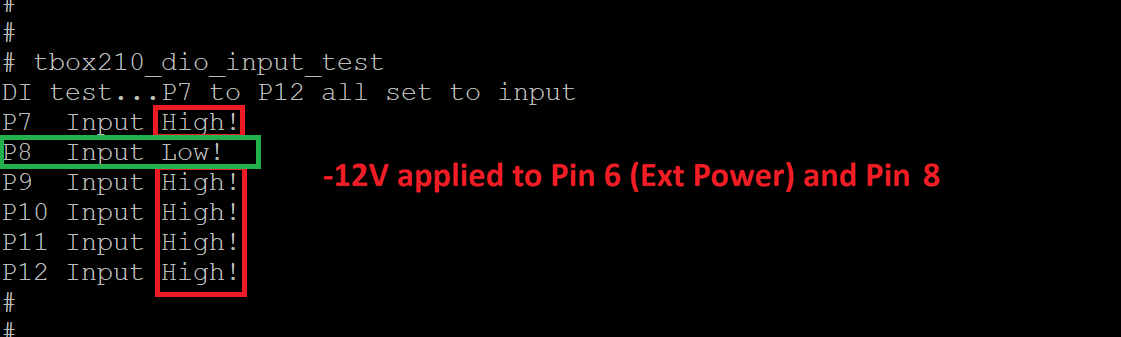 #
#
# tbox210_dio_input_test
DI test...P7 to P12 all set to input
P7 Input High!
P8 Input Low!
P9 Input High!
P10 Input High!
P11 Input High!
P12 Input High!
#
#
-12V applied to Pin 6 (Ext Power) and Pin 8